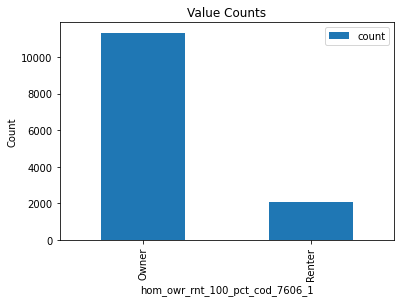 Value Counts
count
Count
10000
8000
6000
4000
2000
0
Owner
Renter
hom_owr_rnt_100_pct_cod_7606_1